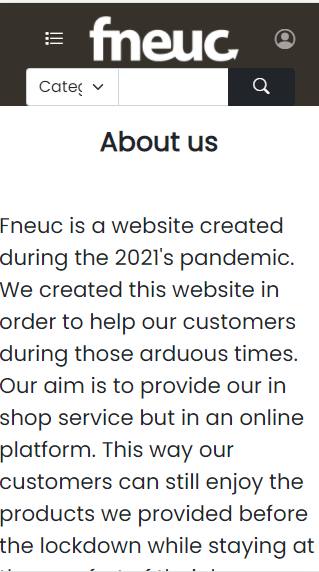 fneuc
Categ
About us
Fneuc is a website created
during the 2021's pandemic.
We created this website in
order to help our customers
during those arduous times.
Our aim is to provide our in
shop service but in an online
platform. This way our
customers can still enjoy the
products we provided before
the lockdown while staying at